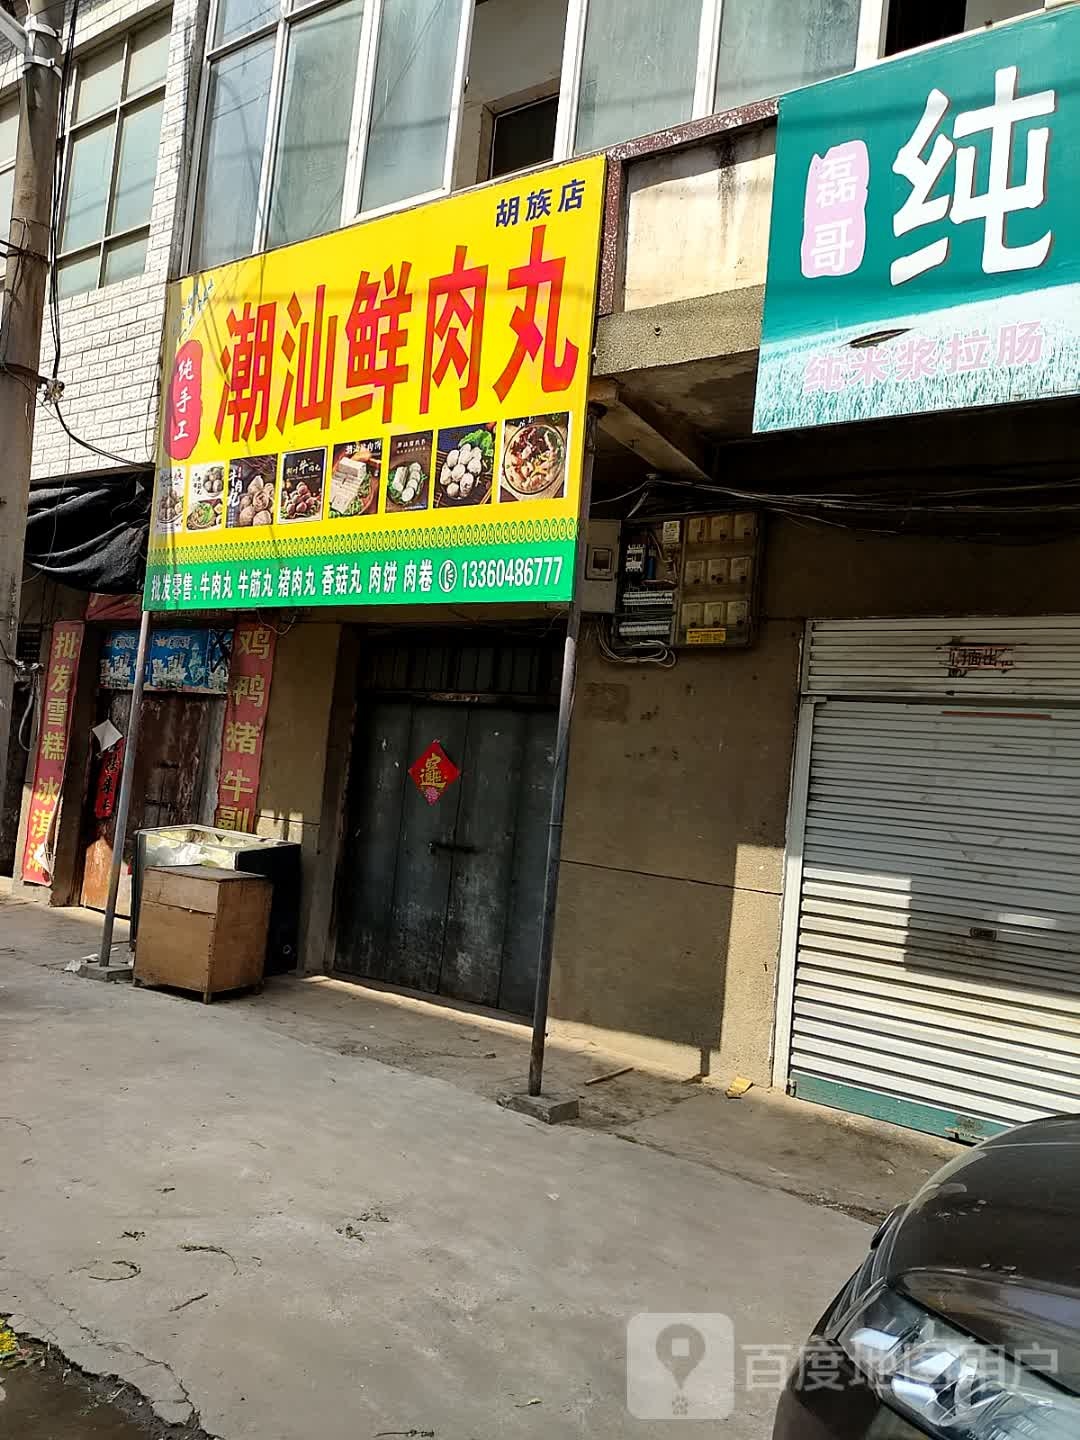 胡族店
纯手工
潮汕鲜肉丸
批发零售:牛肉丸 牛筋丸 猪肉丸 香菇丸 肉饼 肉卷 13360486777
磊哥
纯
纯米浆拉肠
批发雪糕 冰淇淋
鸡鸭猪牛副
门面出
百度地图用户